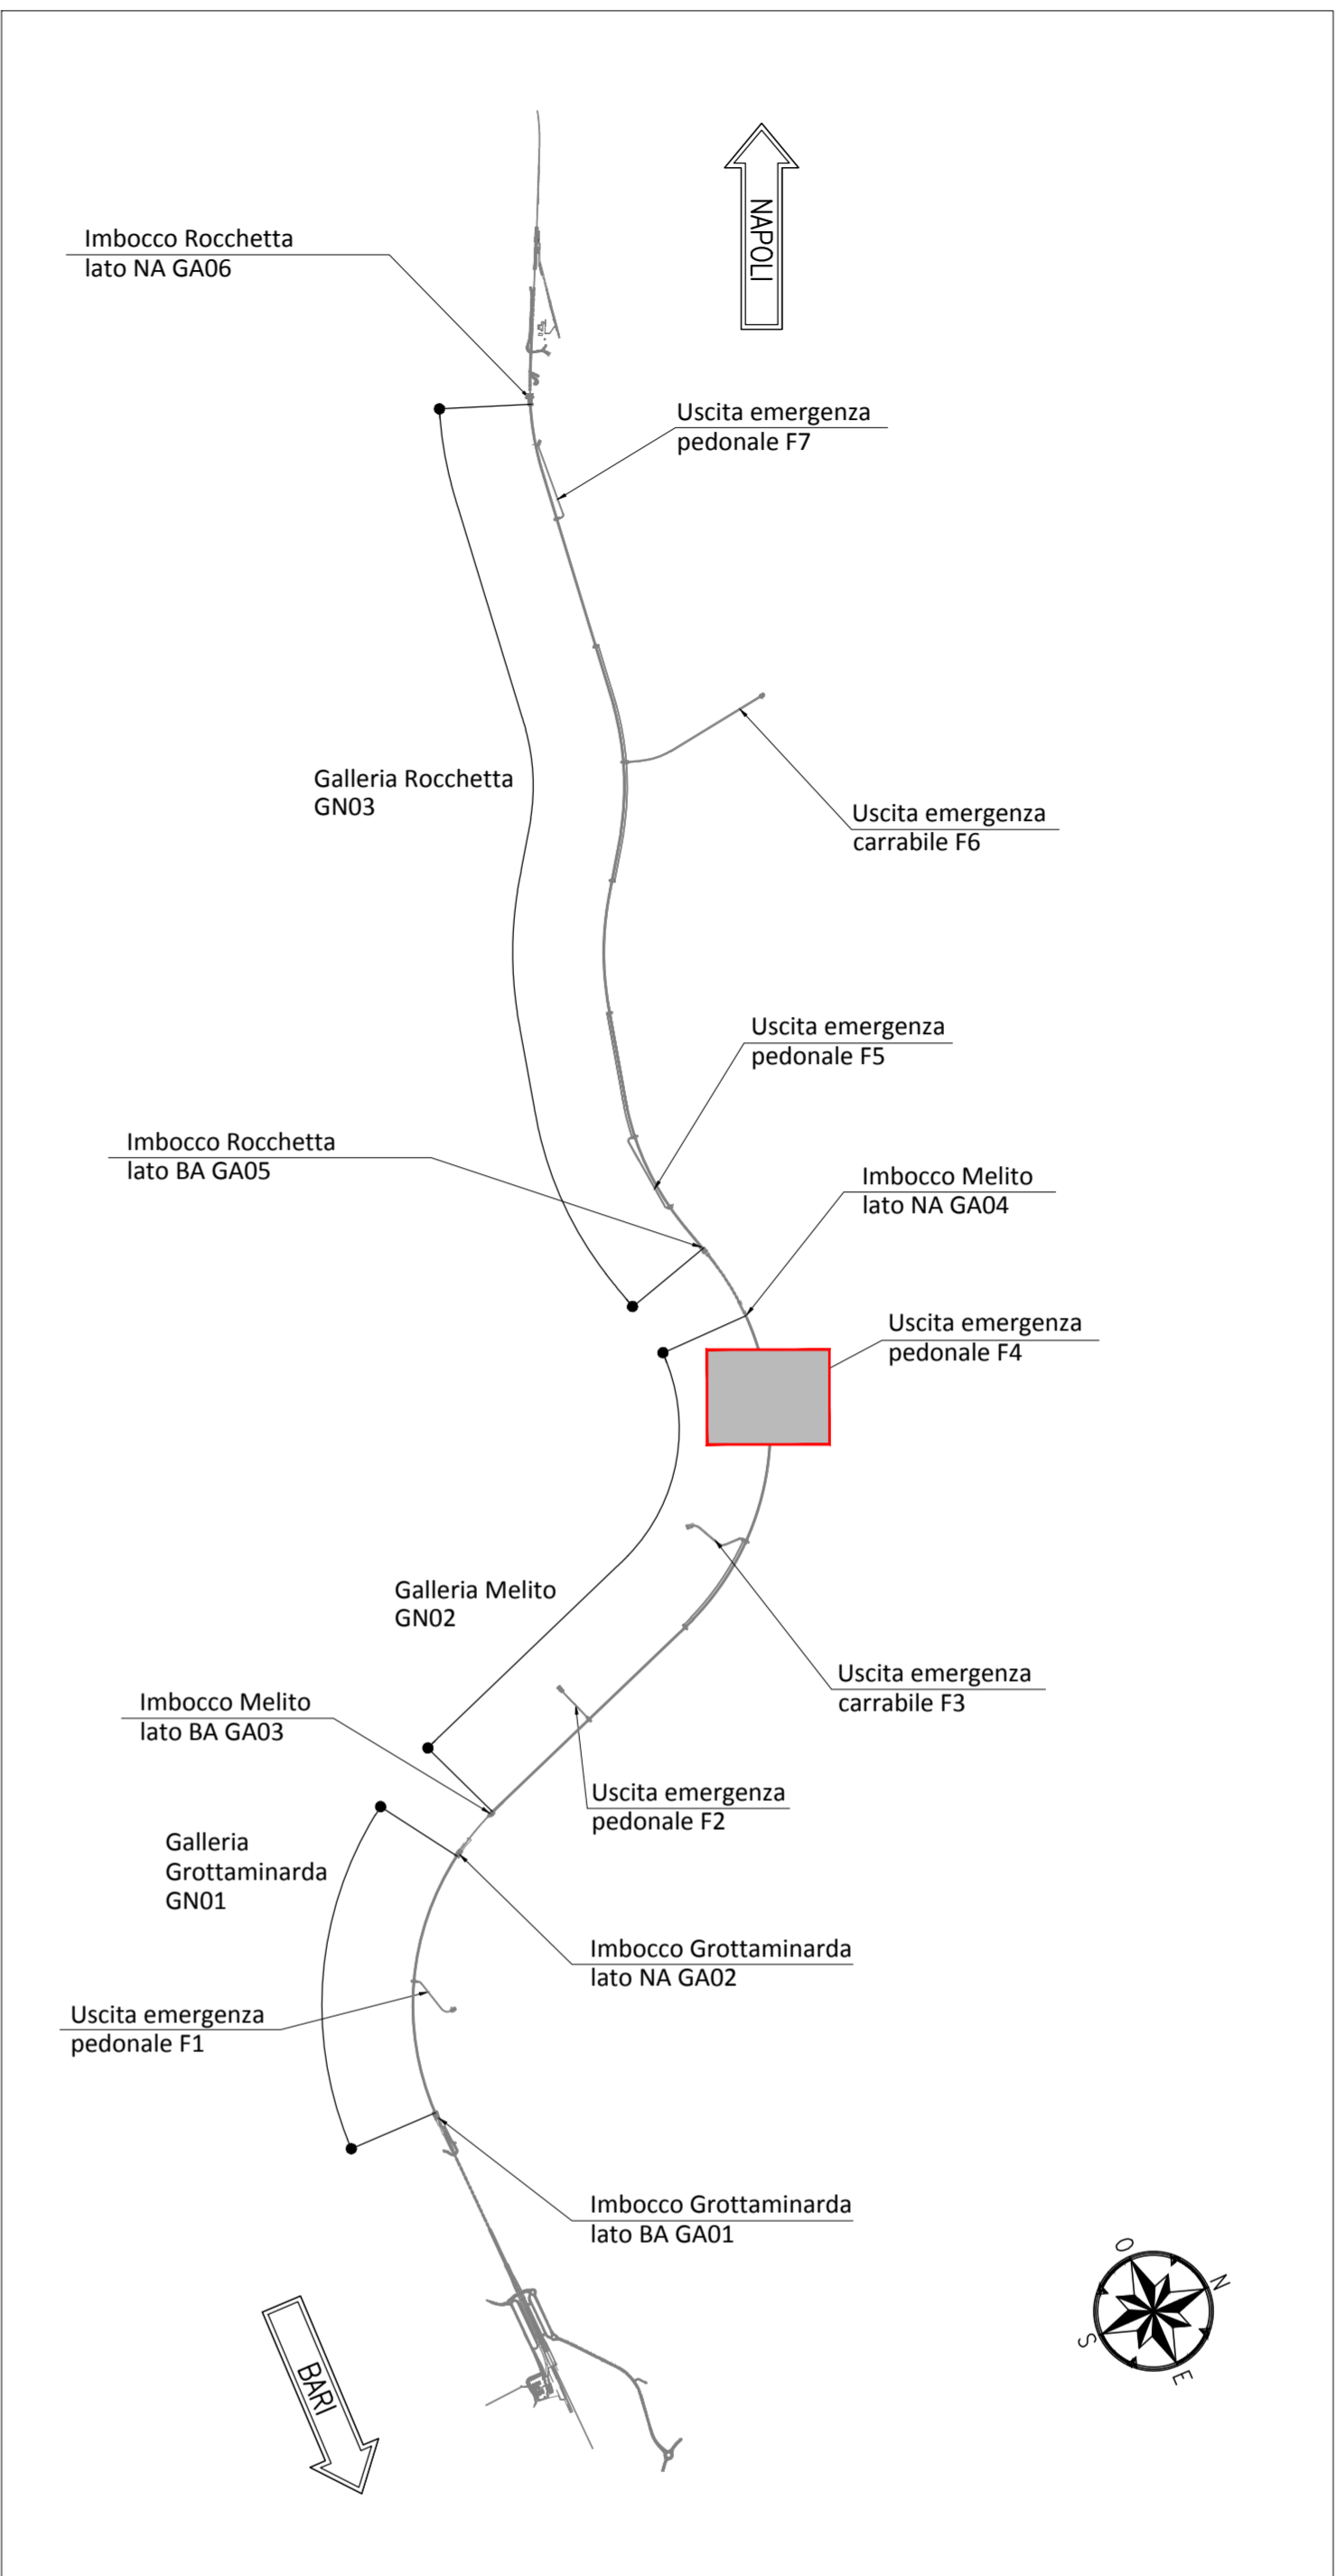 NAPOLI
Imbocco Rocchetta
lato NA GA06
Uscita emergenza
pedonale F7
Galleria Rocchetta
GN03
Uscita emergenza
carrabile F6
Uscita emergenza
pedonale F5
Imbocco Rocchetta
lato BA GA05
Imbocco Melito
lato NA GA04
Uscita emergenza
pedonale F4
Galleria Melito
GN02
Uscita emergenza
carrabile F3
Imbocco Melito
lato BA GA03
Uscita emergenza
pedonale F2
Galleria
Grottaminarda
GN01
Imbocco Grottaminarda
lato NA GA02
Uscita emergenza
pedonale F1
Imbocco Grottaminarda
lato BA GA01
O
N
S
E
BARI